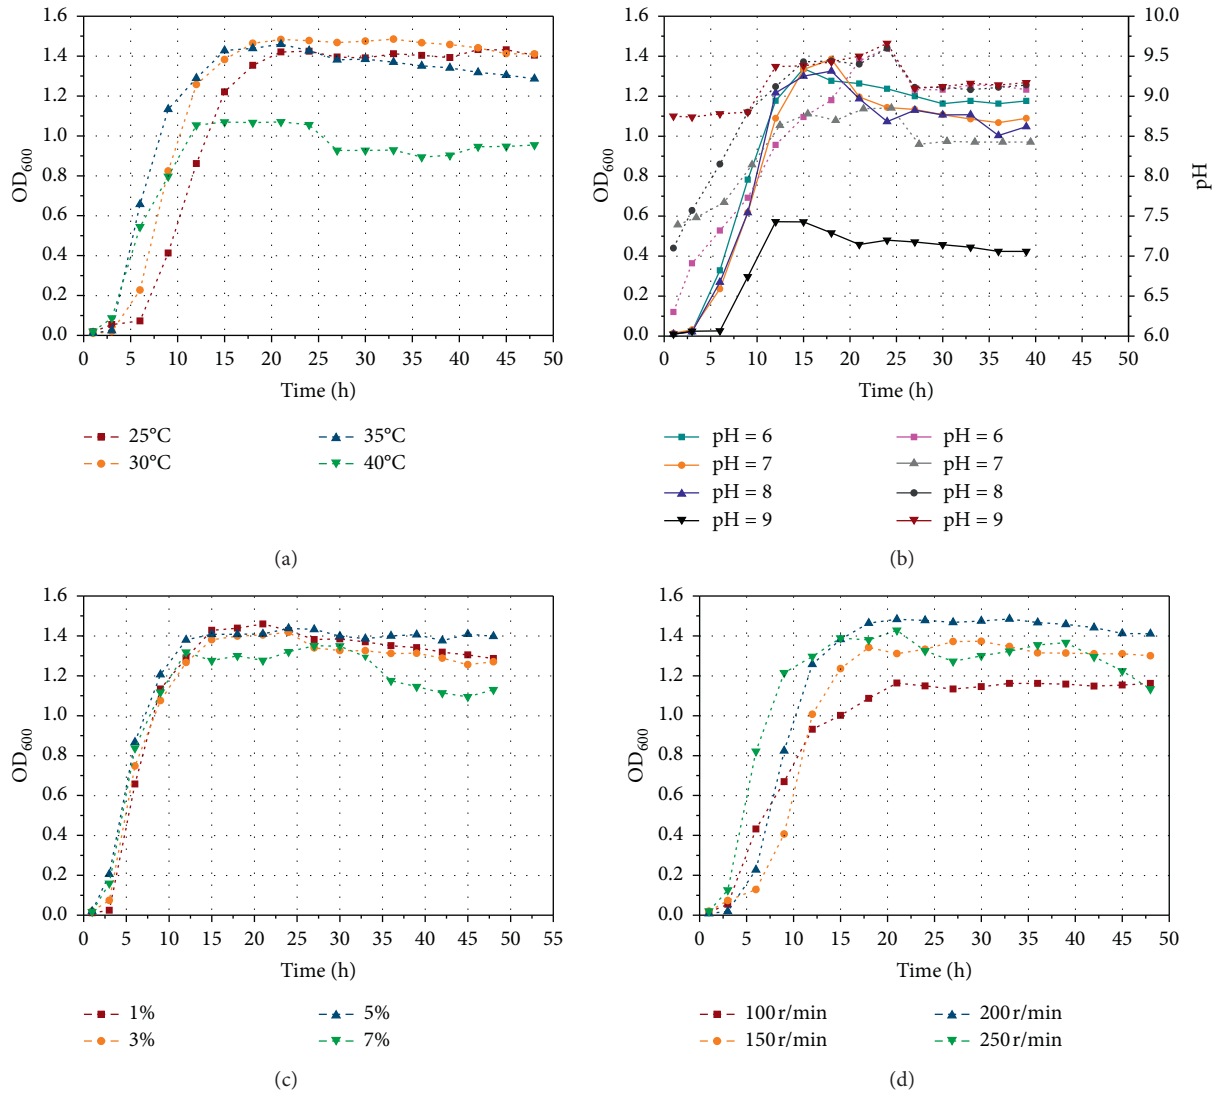 1.6
1.4
1.2
1.0
0.8
0.6
0.4
0.2
0.0
OD600
0 5 10 15 20 25 30 35 40 45 50
Time (h)
25°C
30°C
35°C
40°C
(a)
1.6
1.4
1.2
1.0
0.8
0.6
0.4
0.2
0.0
OD600
10.0
9.5
9.0
8.5
8.0
7.5
7.0
6.5
6.0
pH
0 5 10 15 20 25 30 35 40 45 50
Time (h)
pH = 6
pH = 7
pH = 8
pH = 9
pH = 6
pH = 7
pH = 8
pH = 9
(b)
1.6
1.4
1.2
1.0
0.8
0.6
0.4
0.2
0.0
OD600
0 5 10 15 20 25 30 35 40 45 50 55
Time (h)
1%
3%
5%
7%
(c)
1.6
1.4
1.2
1.0
0.8
0.6
0.4
0.2
0.0
OD600
0 5 10 15 20 25 30 35 40 45 50
Time (h)
100 r/min
150 r/min
200 r/min
250 r/min
(d)